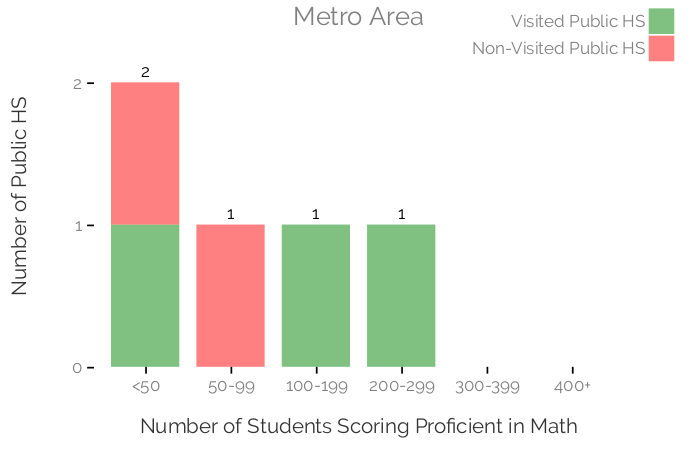 Metro Area
Visited Public HS
Non-Visited Public HS
Number of Public HS
2
1
0
2
1
1
1
<50
50-99
100-199
200-299
300-399
400+
Number of Students Scoring Proficient in Math